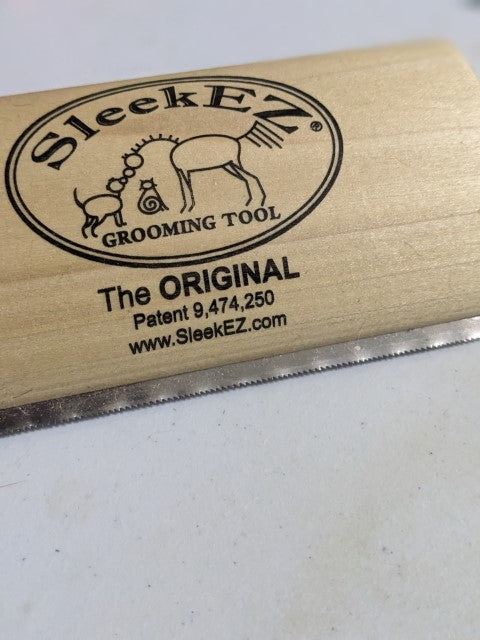 SleekEZ®
GROOMING TOOL
The ORIGINAL
Patent 9,474,250
www.SleekEZ.com